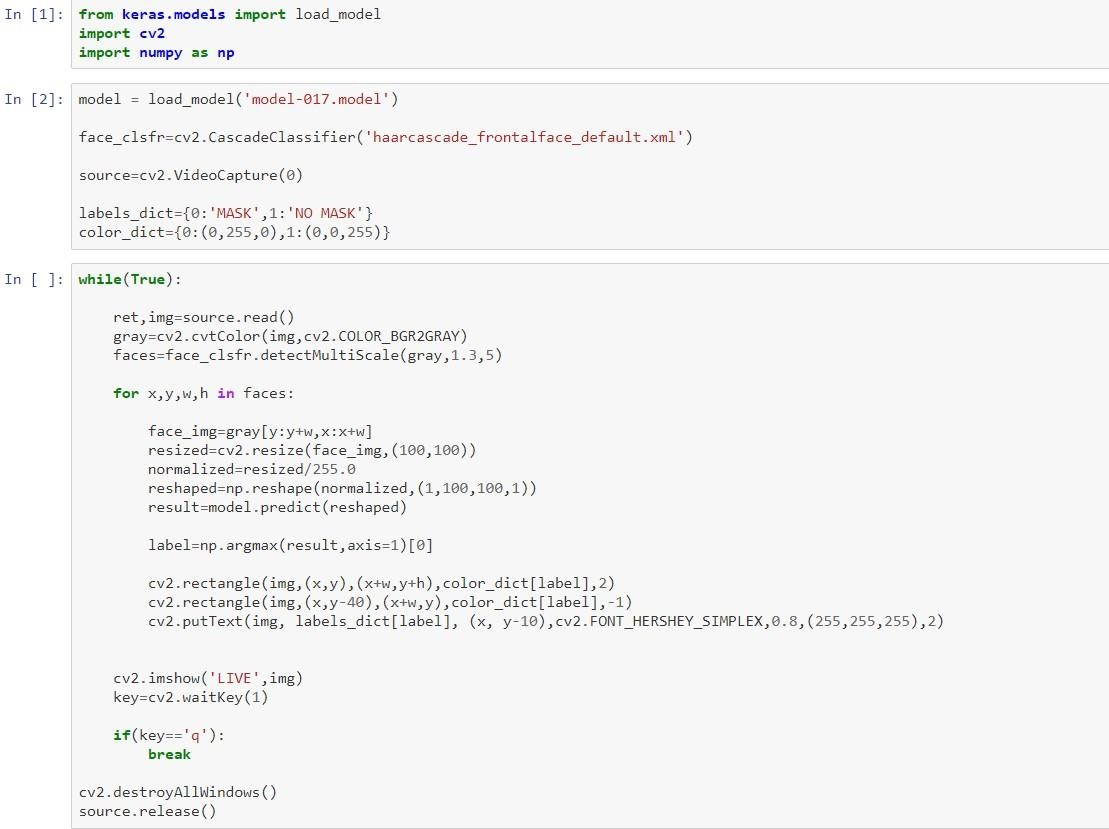 In [1]: from keras.models import load_model
import cv2
import numpy as np
In [2]: model = load_model('model-017.model')
face_clsfr=cv2.CascadeClassifier('haarcascade_frontalface_default.xml')
source=cv2.VideoCapture(0)
labels_dict={0:'MASK',1:'NO MASK'}
color_dict={0:(0,255,0),1:(0,0,255)}
In [ ]: while(True):
    ret,img=source.read()
    gray=cv2.cvtColor(img,cv2.COLOR_BGR2GRAY)
    faces=face_clsfr.detectMultiScale(gray,1.3,5)
    for x,y,w,h in faces:
        face_img=gray[y:y+w,x:x+w]
        resized=cv2.resize(face_img,(100,100))
        normalized=resized/255.0
        reshaped=np.reshape(normalized,(1,100,100,1))
        result=model.predict(reshaped)
        label=np.argmax(result,axis=1)[0]
        cv2.rectangle(img,(x,y),(x+w,y+h),color_dict[label],2)
        cv2.rectangle(img,(x,y-40),(x+w,y),color_dict[label],-1)
        cv2.putText(img, labels_dict[label], (x, y-10),cv2.FONT_HERSHEY_SIMPLEX,0.8,(255,255,255),2)
    cv2.imshow('LIVE',img)
    key=cv2.waitKey(1)
    if(key=='q'):
        break
cv2.destroyAllWindows()
source.release()